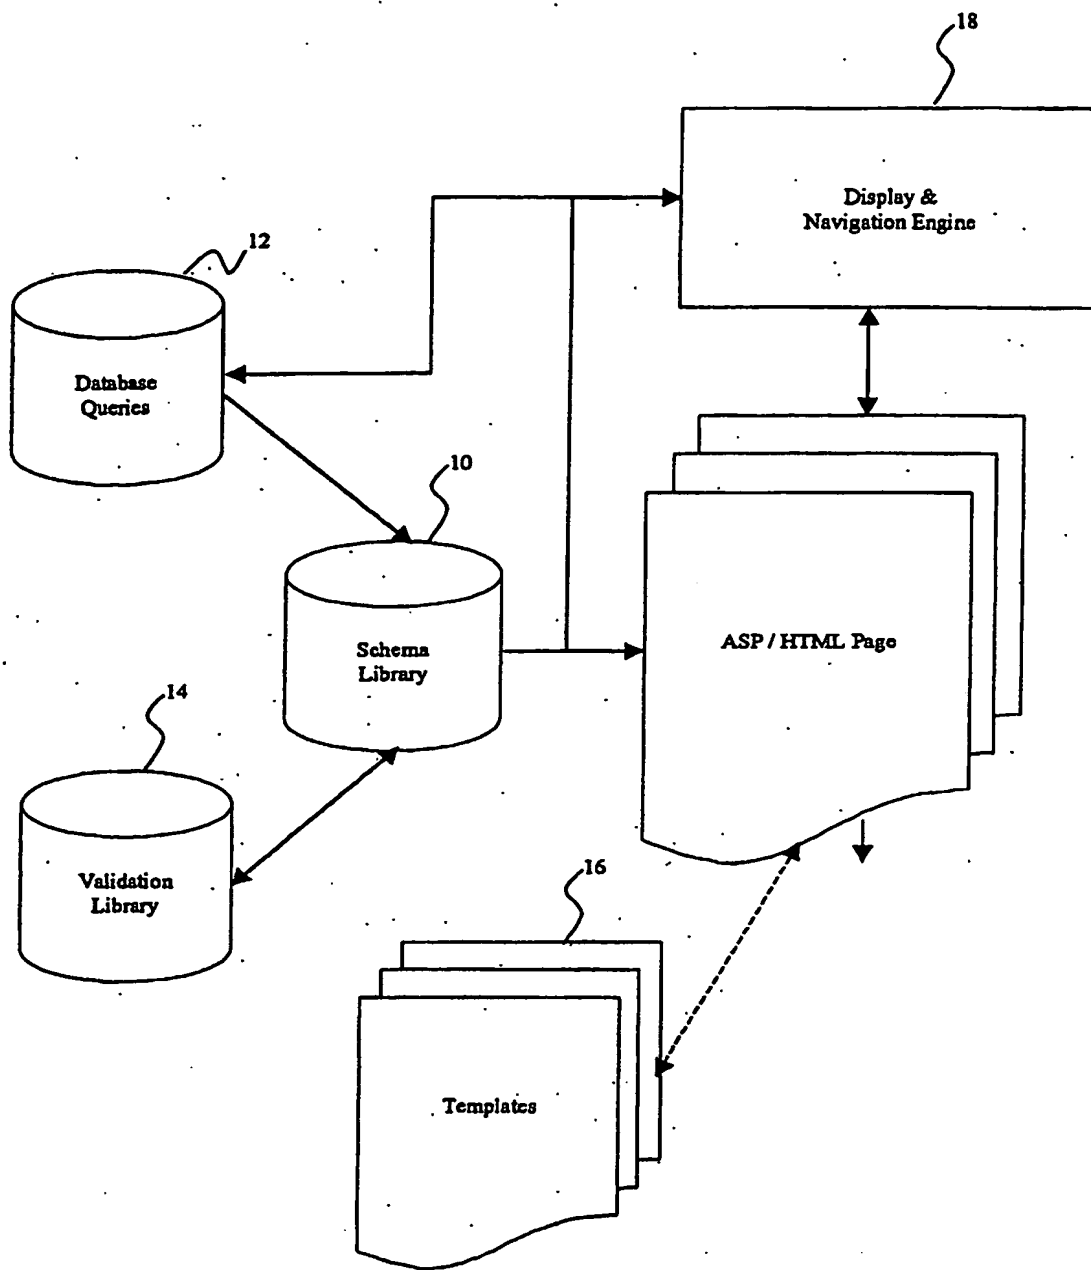 18
Display &
Navigation Engine
12
Database
Queries
10
Schema
Library
ASP / HTML Page
14
Validation
Library
16
Templates